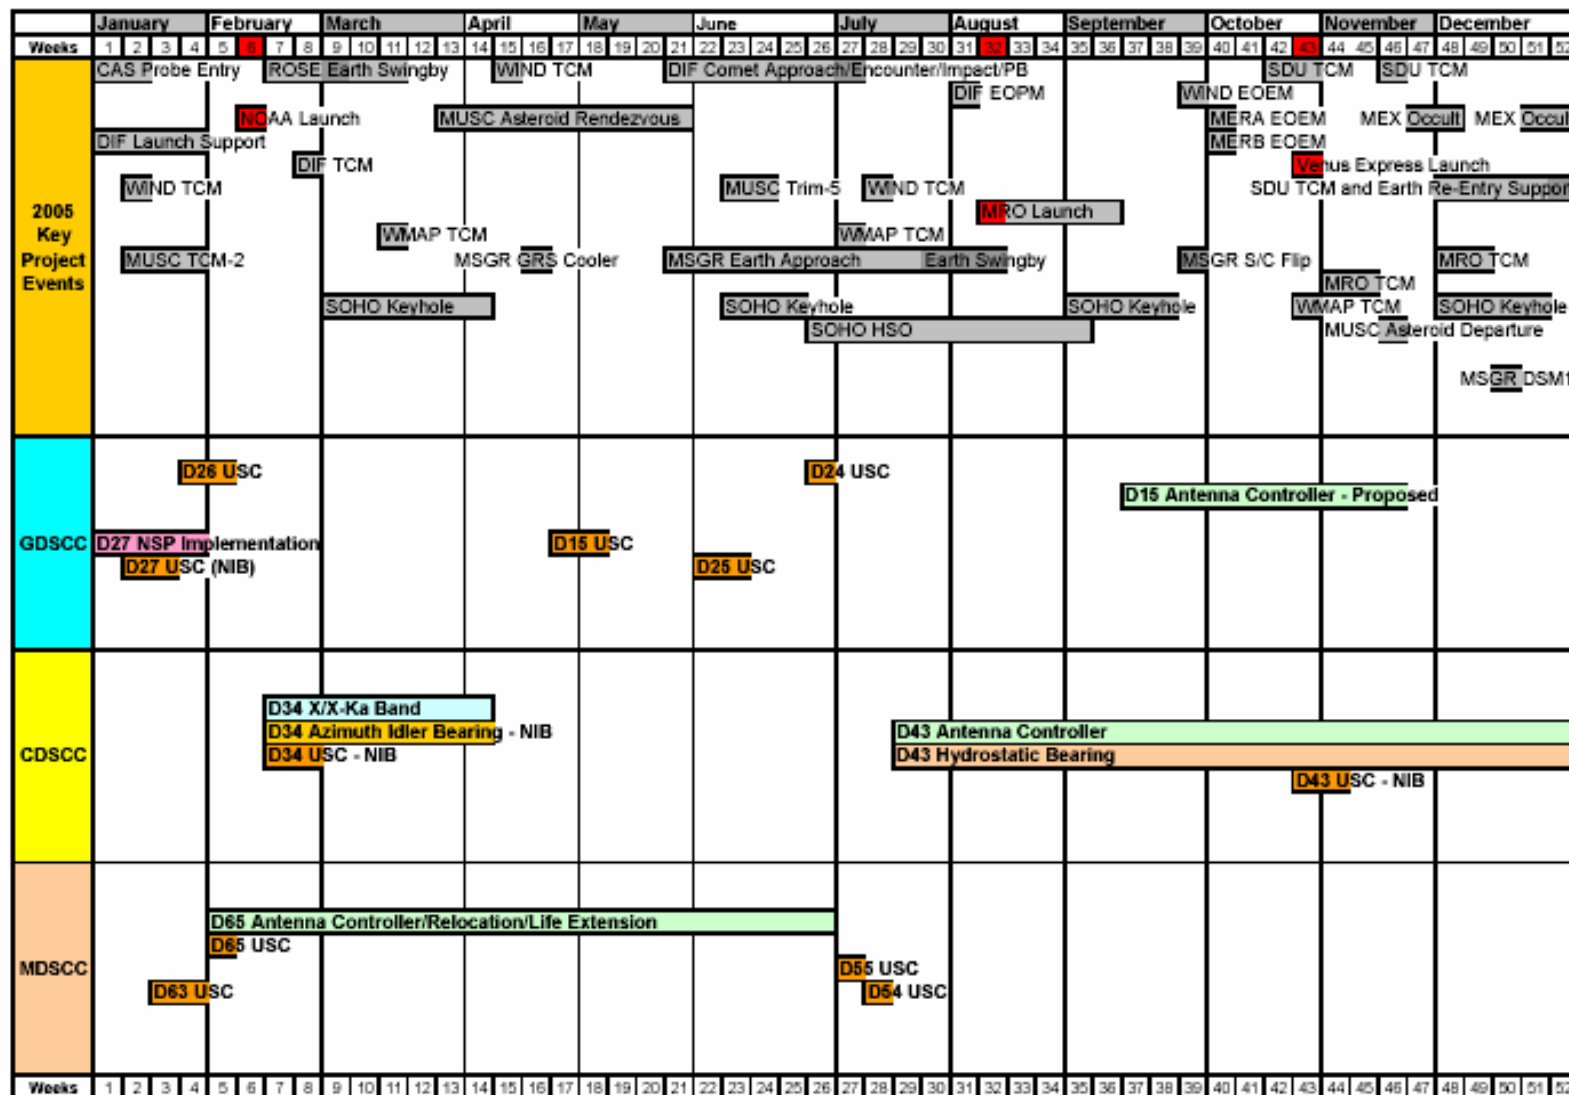 January February March April May June July August September October November December
Weeks 1 2 3 4 5 6 7 8 9 10 11 12 13 14 15 16 17 18 19 20 21 22 23 24 25 26 27 28 29 30 31 32 33 34 35 36 37 38 39 40 41 42 43 44 45 46 47 48 49 50 51 52
CAS Probe Entry ROSE Earth Swingby WIND TCM DIF Comet Approach/Encounter/Impact/PB SDU TCM SDU TCM
DIF EOPM WIND EOEM
NOAA Launch MUSC Asteroid Rendezvous MERA EOEM MEX Occult MEX Occult
DIF Launch Support MERB EOEM
DIF TCM Venus Express Launch
WIND TCM MUSC Trim-5 WIND TCM SDU TCM and Earth Re-Entry Support
2005
Key
Project
Events
MRO Launch
WMAP TCM WMAP TCM
MUSC TCM-2 MSGR GRS Cooler MSGR Earth Approach Earth Swingby MSGR S/C Flip MRO TCM
MRO TCM
SOHO Keyhole SOHO Keyhole SOHO Keyhole WMAP TCM SOHO Keyhole
SOHO HSO MUSC Asteroid Departure
MSGR DSM1
GDSCC
D26 USC D24 USC
D15 Antenna Controller - Proposed
D27 NSP Implementation D15 USC
D27 USC (NIB) D25 USC
CDSCC
D34 X/X-Ka Band
D34 Azimuth Idler Bearing - NIB D43 Antenna Controller
D34 USC - NIB D43 Hydrostatic Bearing
D43 USC - NIB
MDSCC
D65 Antenna Controller/Relocation/Life Extension
D65 USC
D55 USC
D63 USC D54 USC
Weeks 1 2 3 4 5 6 7 8 9 10 11 12 13 14 15 16 17 18 19 20 21 22 23 24 25 26 27 28 29 30 31 32 33 34 35 36 37 38 39 40 41 42 43 44 45 46 47 48 49 50 51 52